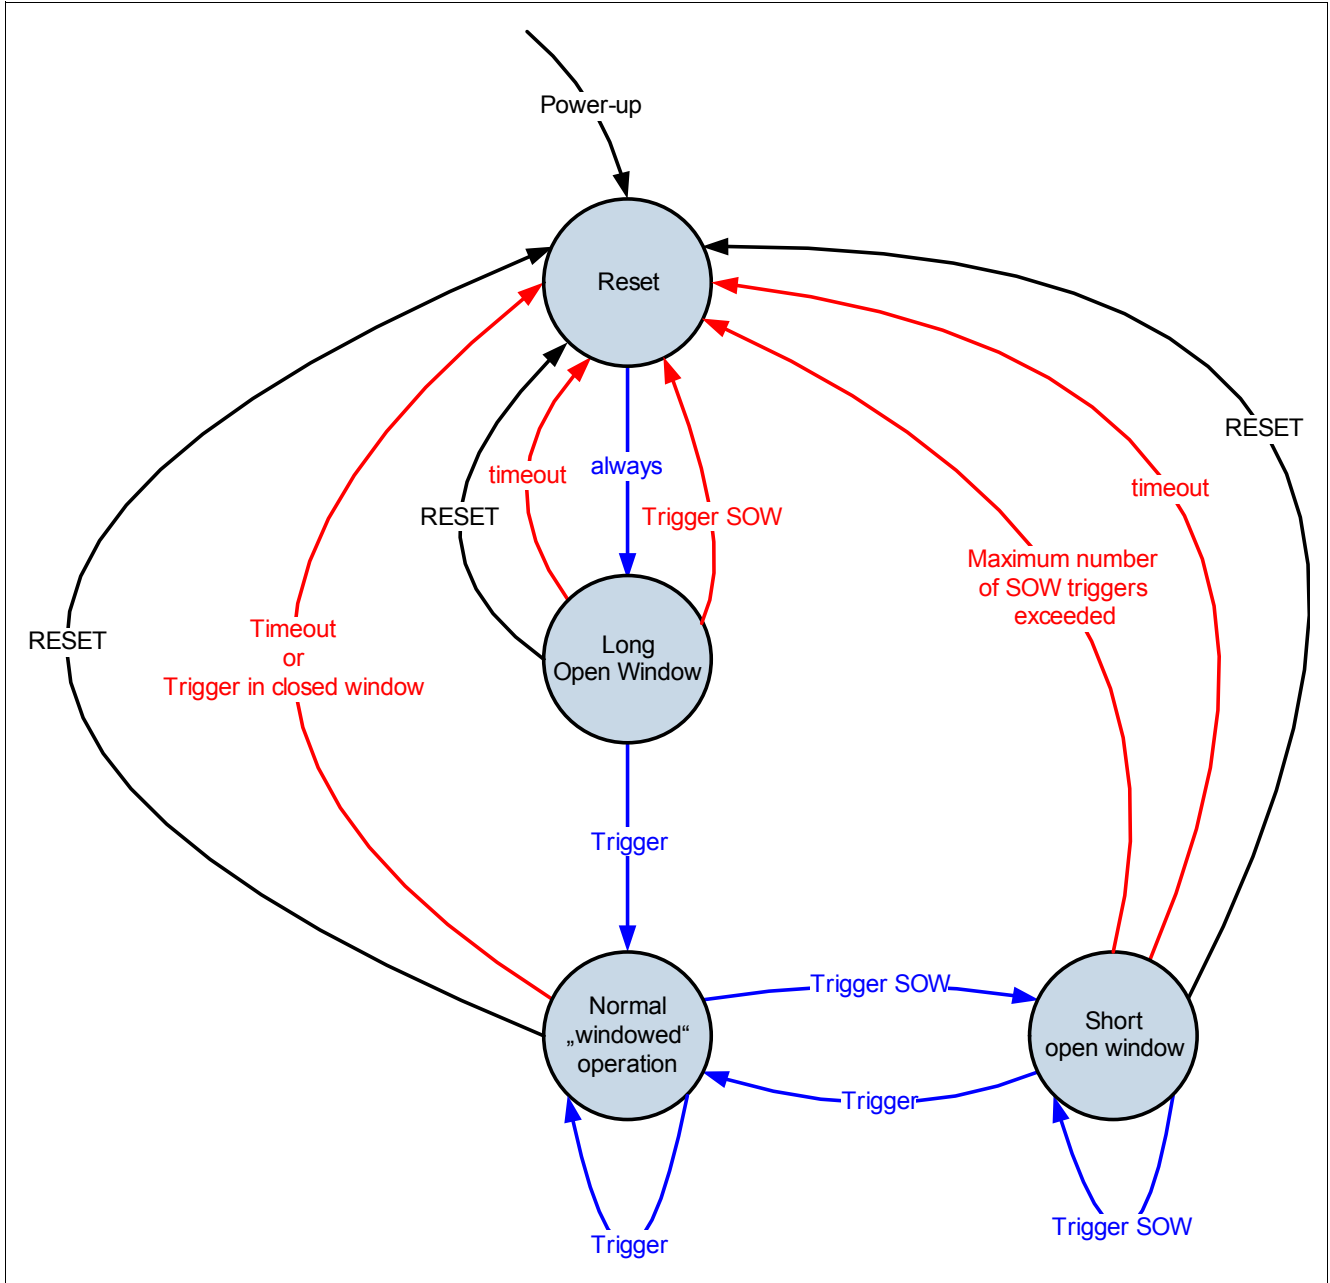 Power-up
Reset
RESET
timeout
always
timeout
RESET
Trigger SOW
Maximum number
of SOW triggers
exceeded
Timeout
or
Trigger in closed window
RESET
Long
Open Window
Trigger
Trigger SOW
Normal
„windowed“
operation
Short
open window
Trigger
Trigger
Trigger SOW